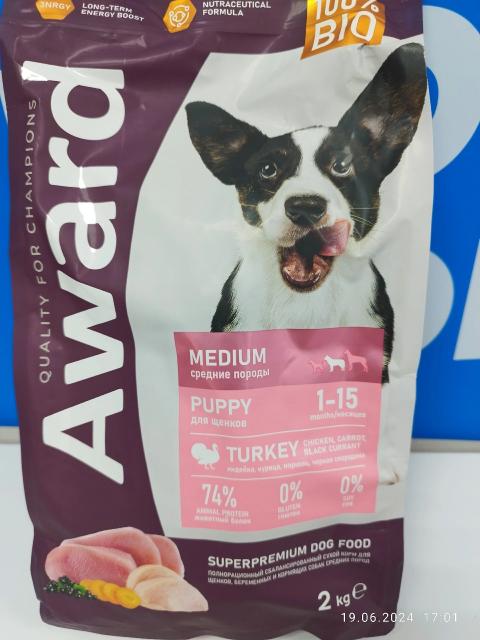 3NRGY
LONG-TERM
ENERGY BOOST
NUTRACEUTICAL
FORMULA
100%
BIO
Award
QUALITY FOR CHAMPIONS
MEDIUM
средние породы
PUPPY
для щенков
1-15
months/месяцев
TURKEY
CHICKEN, CARROT,
BLACK CURRANT
индейка, курица, морковь, черная смородина
74%
ANIMAL PROTEIN
животный белок
0%
GLUTEN
0%
SOY
SUPERPREMIUM DOG FOOD
ПОЛНОРАЦИОННЫЙ СБАЛАНСИРОВАННЫЙ СУХОЙ КОРМ ДЛЯ
ЩЕНКОВ, БЕРЕМЕННЫХ И КОРМЯЩИХ СОБАК СРЕДНИХ ПОРОД
2 kg e
19.06.2024 17:01